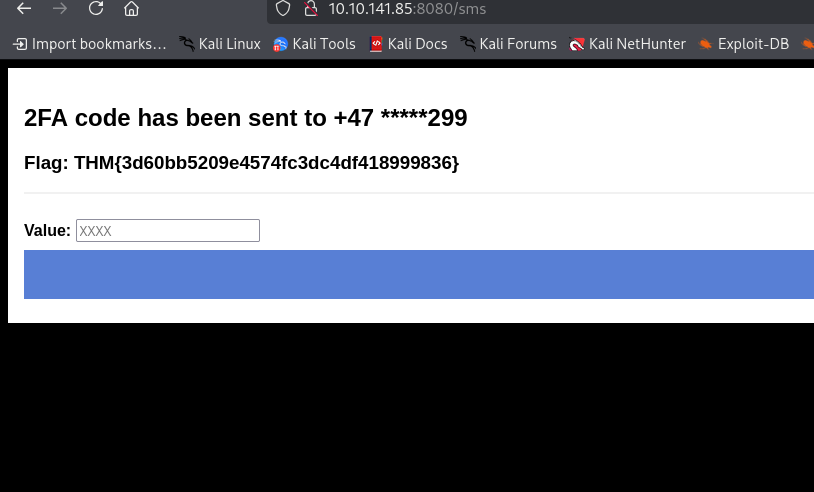 10.10.141.85:8080/sms
Import bookmarks... Kali Linux Kali Tools Kali Docs Kali Forums Kali NetHunter Exploit-DB
2FA code has been sent to +47 *****299
Flag: THM{3d60bb5209e4574fc3dc4df418999836}
Value: XXXX